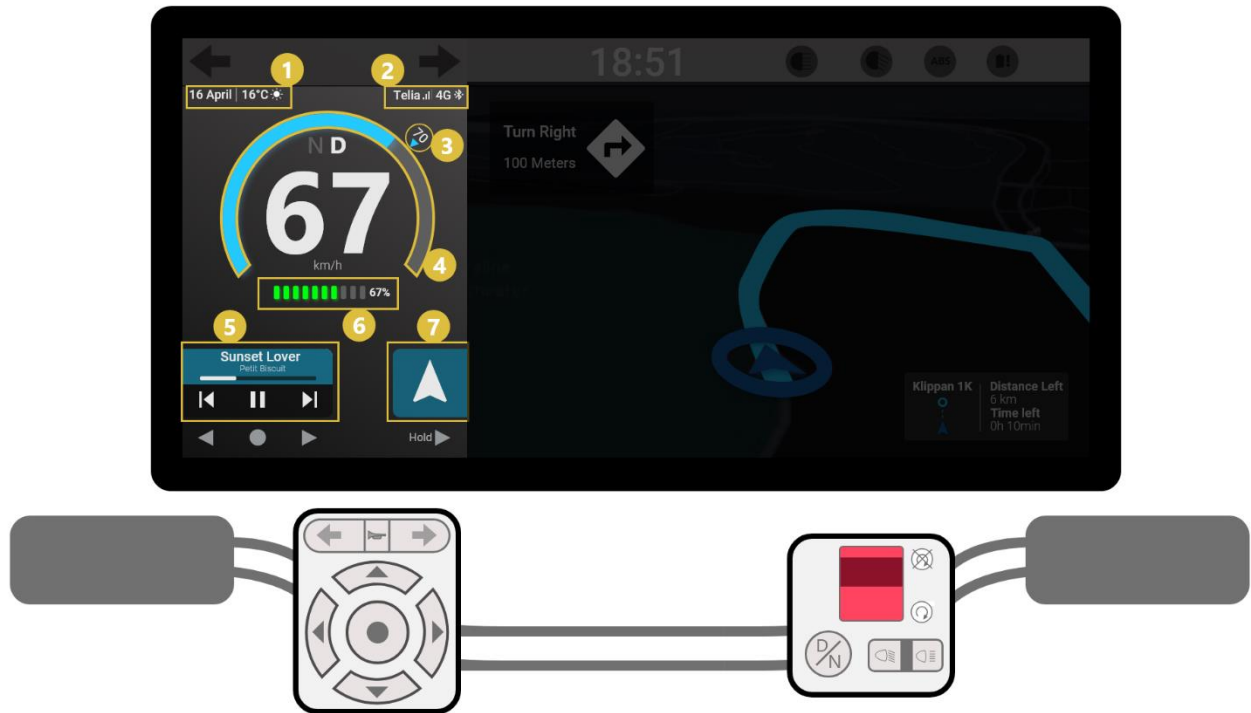 18:51
ABS
1
2
16 April | 16°C
Telia 4G
70
3
N D
67
km/h
4
67%
5
6
7
Sunset Lover
Petit Biscuit
Hold
Turn Right
100 Meters
Klippan 1K
Distance Left
6 km
Time left
0h 10min
D/N